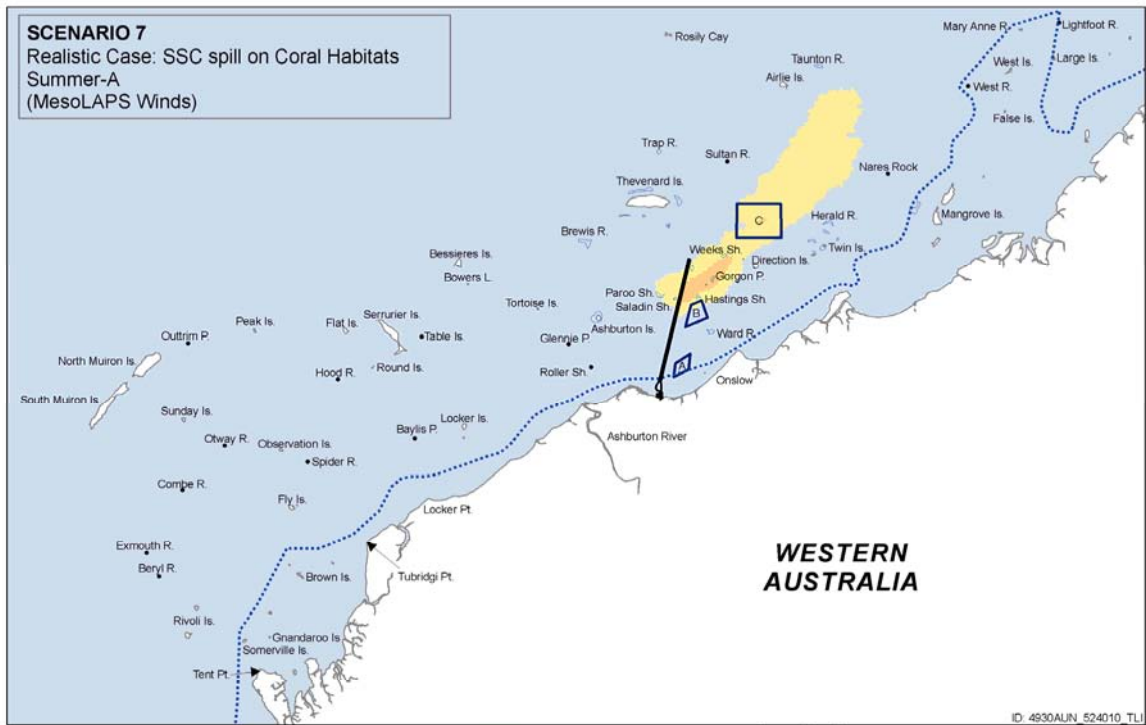 SCENARIO 7
Realistic Case: SSC spill on Coral Habitats
Summer-A
(MesoLAPS Winds)
Rosily Cay
Mary Anne R.
Lightfoot R.
Taunton R.
Airlie Is.
West Is.
Large Is.
West R.
False Is.
Trap R.
Sultan R.
Nares Rock
Thevenard Is.
C
Herald R.
Mangrove Is.
Brewis R.
Twin Is.
Weeks Sh.
Direction Is.
Bessieres Is.
Bowers L.
Gorgon P.
Paroo Sh.
Hastings Sh.
Saladin Sh.
Tortoise Is.
B
Ashburton Is.
Ward R.
Peak Is.
Flat Is.
Serrurier Is.
Outtrim P.
Table Is.
Glennie P.
North Muiron Is.
Round Is.
A
Hood R.
Roller Sh.
Onslow
South Muiron Is.
Sunday Is.
Locker Is.
Otway R.
Observation Is.
Baylis P.
Ashburton River
Spider R.
Combe R.
Fly Is.
Locker Pt.
Exmouth R.
WESTERN
AUSTRALIA
Beryl R.
Brown Is.
Tubridgi Pt.
Rivoli Is.
Gnandaroo Is
Somerville Is.
Tent Pt.
ID: 4930AUN_524010_TLI